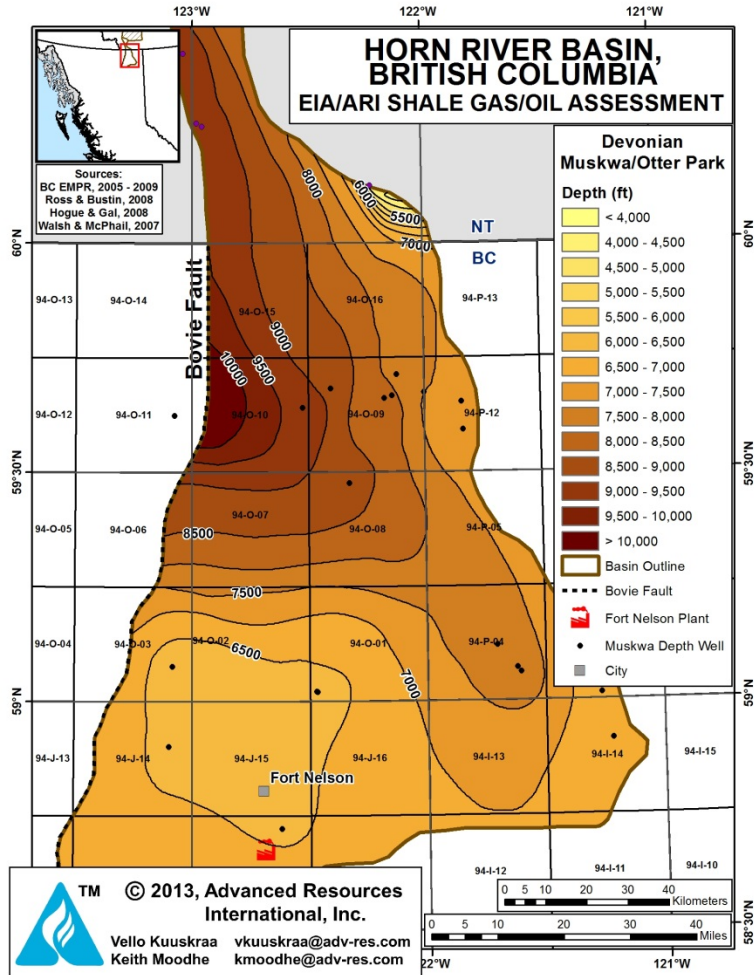 123°W
122°W
121°W
HORN RIVER BASIN,
BRITISH COLUMBIA
EIA/ARI SHALE GAS/OIL ASSESSMENT
Sources:
BC EMPR, 2005 - 2009
Ross & Bustin, 2008
Hogue & Gal, 2008
Walsh & McPhail, 2007
Devonian
Muskwa/Otter Park
Depth (ft)
< 4,000
4,000 - 4,500
4,500 - 5,000
5,000 - 5,500
5,500 - 6,000
6,000 - 6,500
6,500 - 7,000
7,000 - 7,500
7,500 - 8,000
8,000 - 8,500
8,500 - 9,000
9,000 - 9,500
9,500 - 10,000
> 10,000
Basin Outline
Bovie Fault
Fort Nelson Plant
Muskwa Depth Well
City
8000
6000
5500
7000
NT
BC
60°N
60°N
Bovie Fault
94-O-13
94-O-14
94-O-15
94-O-16
94-P-13
9000
9500
10000
94-O-12
94-O-11
94-O-10
94-O-09
94-P-12
59°30'N
59°30'N
94-O-05
94-O-06
94-O-07
94-O-08
94-P-05
8500
7500
94-O-04
94-O-03
94-O-02
94-O-01
94-P-04
6500
7000
59°N
59°N
94-J-13
94-J-14
94-J-15
94-J-16
94-I-13
94-I-14
94-I-15
Fort Nelson
94-I-12
94-I-11
94-I-10
0 5 10 20 30 40
Kilometers
0 5 10 20 30 40
Miles
58°30'N
TM
© 2013, Advanced Resources
International, Inc.
Vello Kuuskraa vkuuskraa@adv-res.com
Keith Moodhe kmoodhe@adv-res.com
122°W
121°W